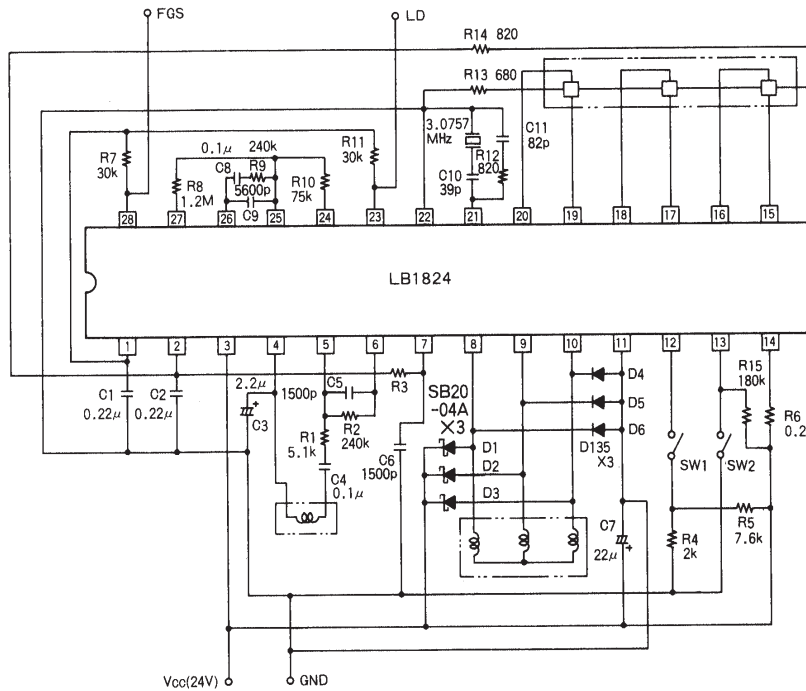 FGS
LD
R14 820
R13 680
R7
30k
0.1μ
240k
R11
30k
3.0757
MHz
C11
82p
C8
R9
5600p
R8
1.2M
C9
R10
75k
R12
820
C10
39p
28
27
26
25
24
23
22
21
20
19
18
17
16
15
LB1824
1
2
3
4
5
6
7
8
9
10
11
12
13
14
C1
0.22μ
C2
0.22μ
2.2μ
+
C3
1500p
C5
R3
R1
5.1k
R2
240k
C4
0.1μ
C6
1500p
SB20
-04A
×3
D1
D2
D3
D4
D5
D6
D135
×3
R15
180k
R6
0.2
SW1
SW2
C7
22μ
+
R4
2k
R5
7.6k
Vcc(24V)
GND